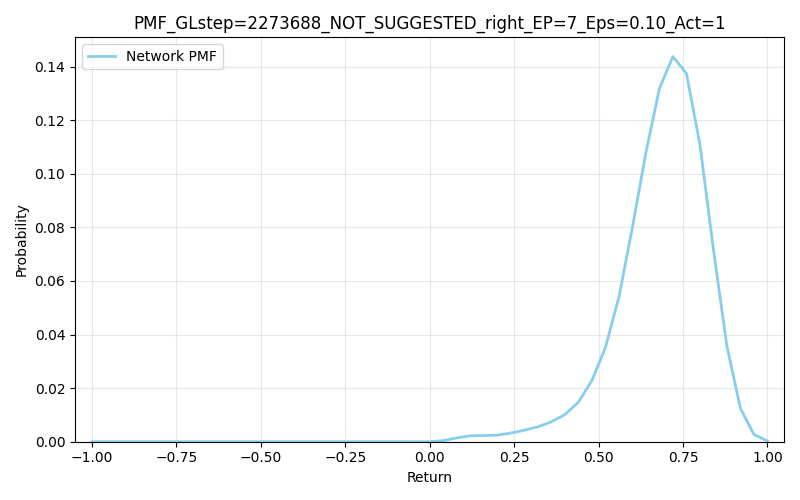 PMF_GLstep=2273688_NOT_SUGGESTED_right_EP=7_Eps=0.10_Act=1
Network PMF
Probability
0.14
0.12
0.10
0.08
0.06
0.04
0.02
0.00
−1.00 −0.75 −0.50 −0.25 0.00 0.25 0.50 0.75 1.00
Return